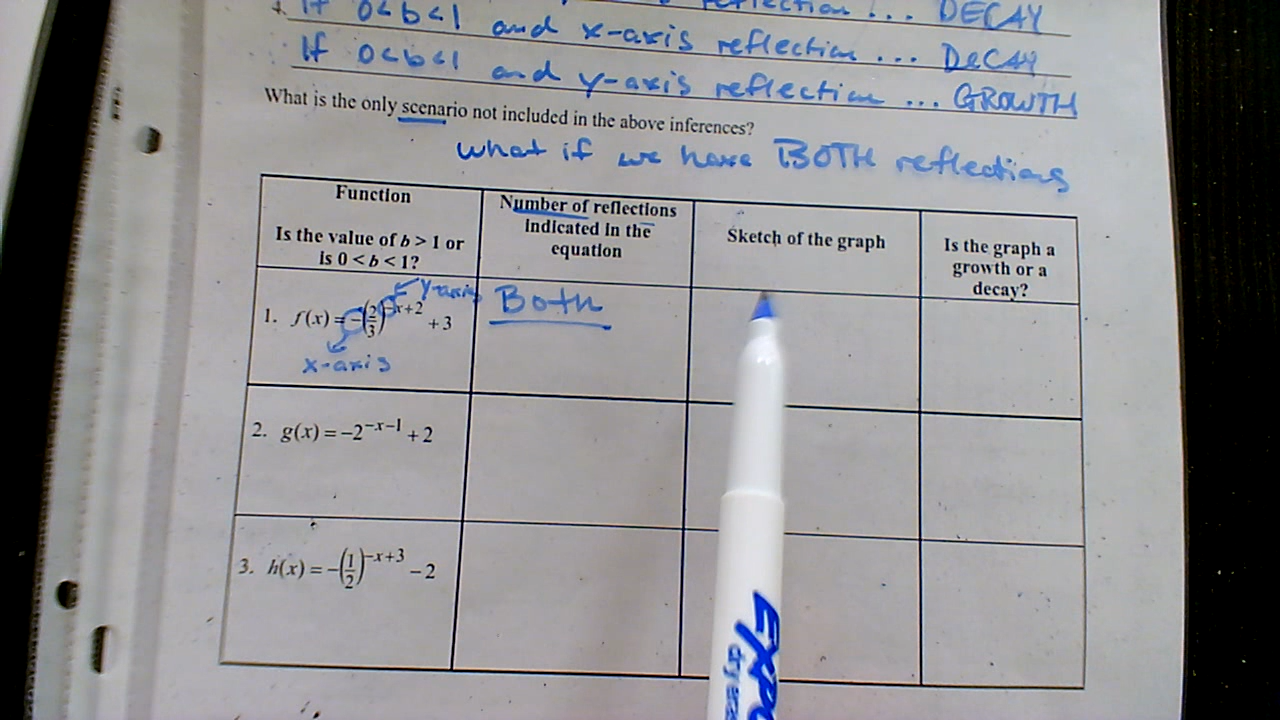 reflection ... DECAY
If 0<b<1 and x-axis reflection ... DECAY
If 0<b<1 and y-axis reflection ... GROWTH
What is the only scenario not included in the above inferences?
what if we have BOTH reflections
Function
Is the value of b > 1 or
is 0 < b < 1?
Number of reflections
indicated in the
equation
Sketch of the graph
Is the graph a
growth or a
decay?
1. f(x) = -(2/3)^(-x+2) + 3
y-axis
x-axis
Both
2. g(x) = -2^(-x-1) + 2
3. h(x) = -(1/2)^(-x+3) - 2
EXPO
dry erase